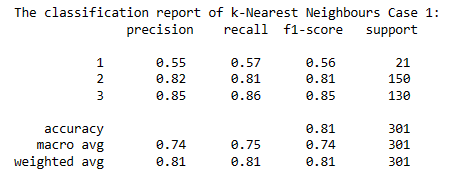 The classification report of k-Nearest Neighbours Case 1:
precision recall f1-score support
1 0.55 0.57 0.56 21
2 0.82 0.81 0.81 150
3 0.85 0.86 0.85 130
accuracy 0.81 301
macro avg 0.74 0.75 0.74 301
weighted avg 0.81 0.81 0.81 301